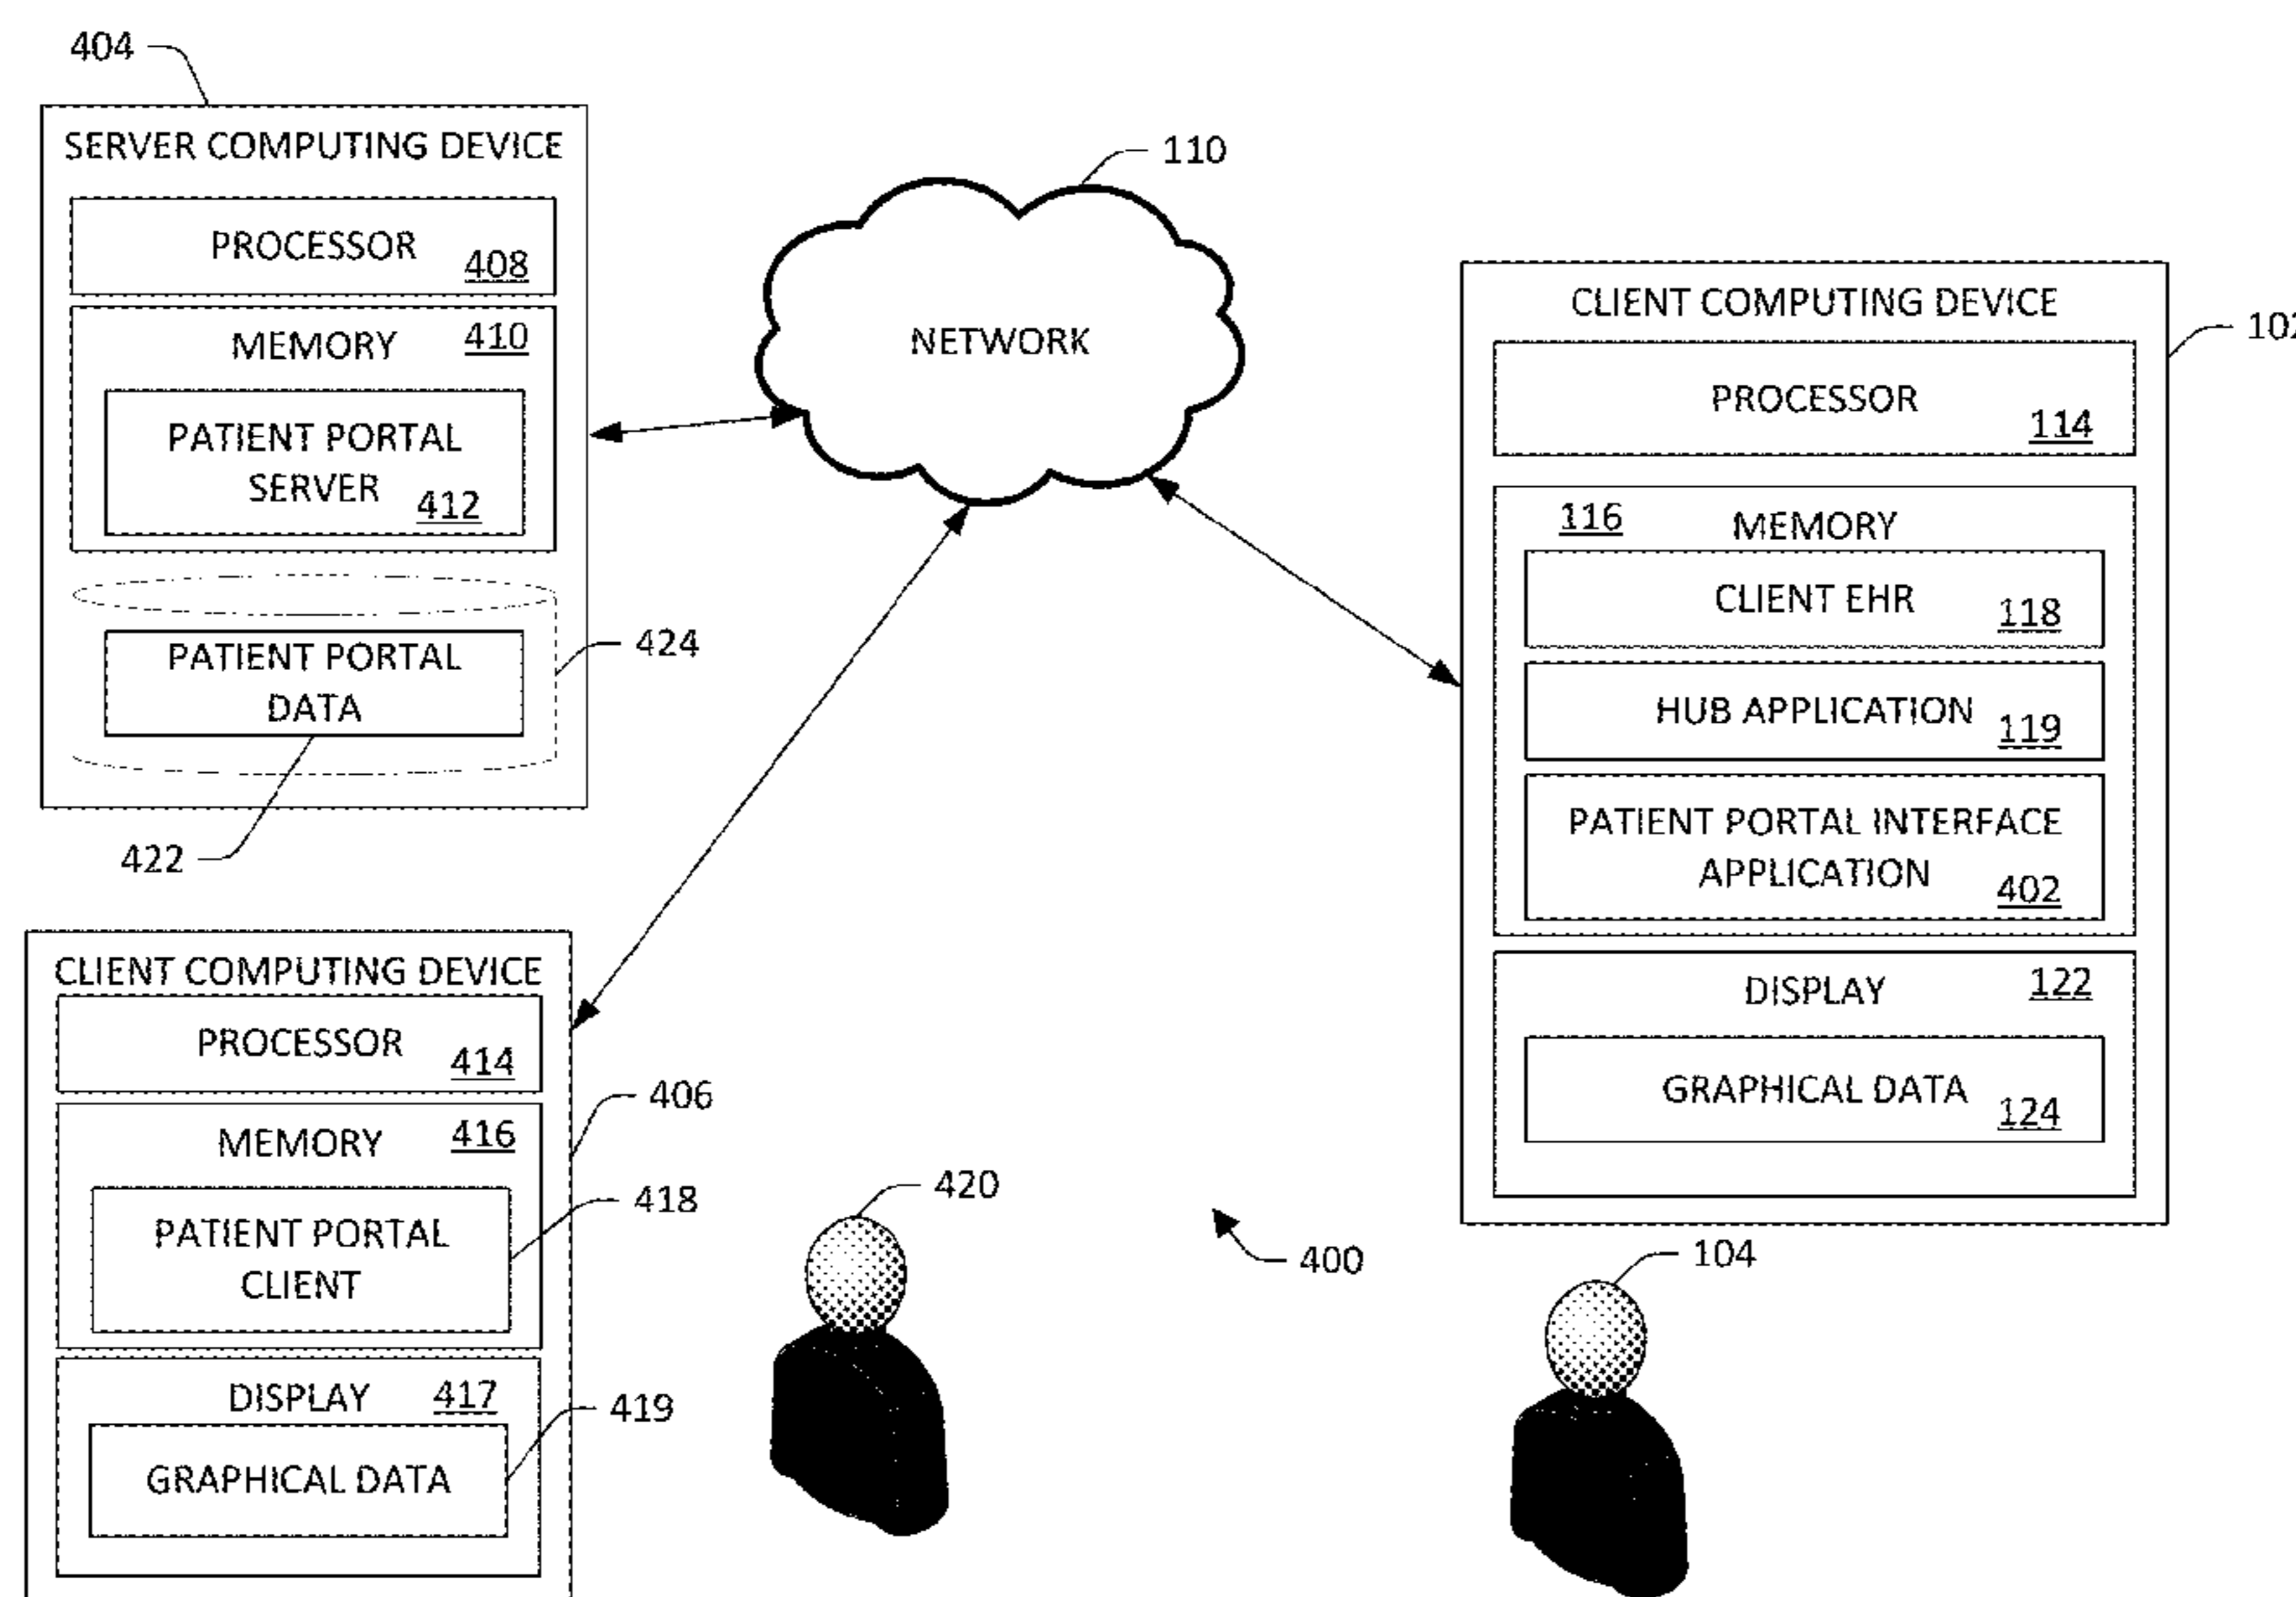 404
SERVER COMPUTING DEVICE
PROCESSOR
408
MEMORY
410
PATIENT PORTAL
SERVER
412
PATIENT PORTAL
DATA
424
422
110
NETWORK
CLIENT COMPUTING DEVICE
102
PROCESSOR
114
116
MEMORY
CLIENT EHR
118
HUB APPLICATION
119
PATIENT PORTAL INTERFACE
APPLICATION
402
DISPLAY
122
GRAPHICAL DATA
124
CLIENT COMPUTING DEVICE
PROCESSOR
414
406
MEMORY
416
418
PATIENT PORTAL
CLIENT
DISPLAY
417
419
GRAPHICAL DATA
420
400
104